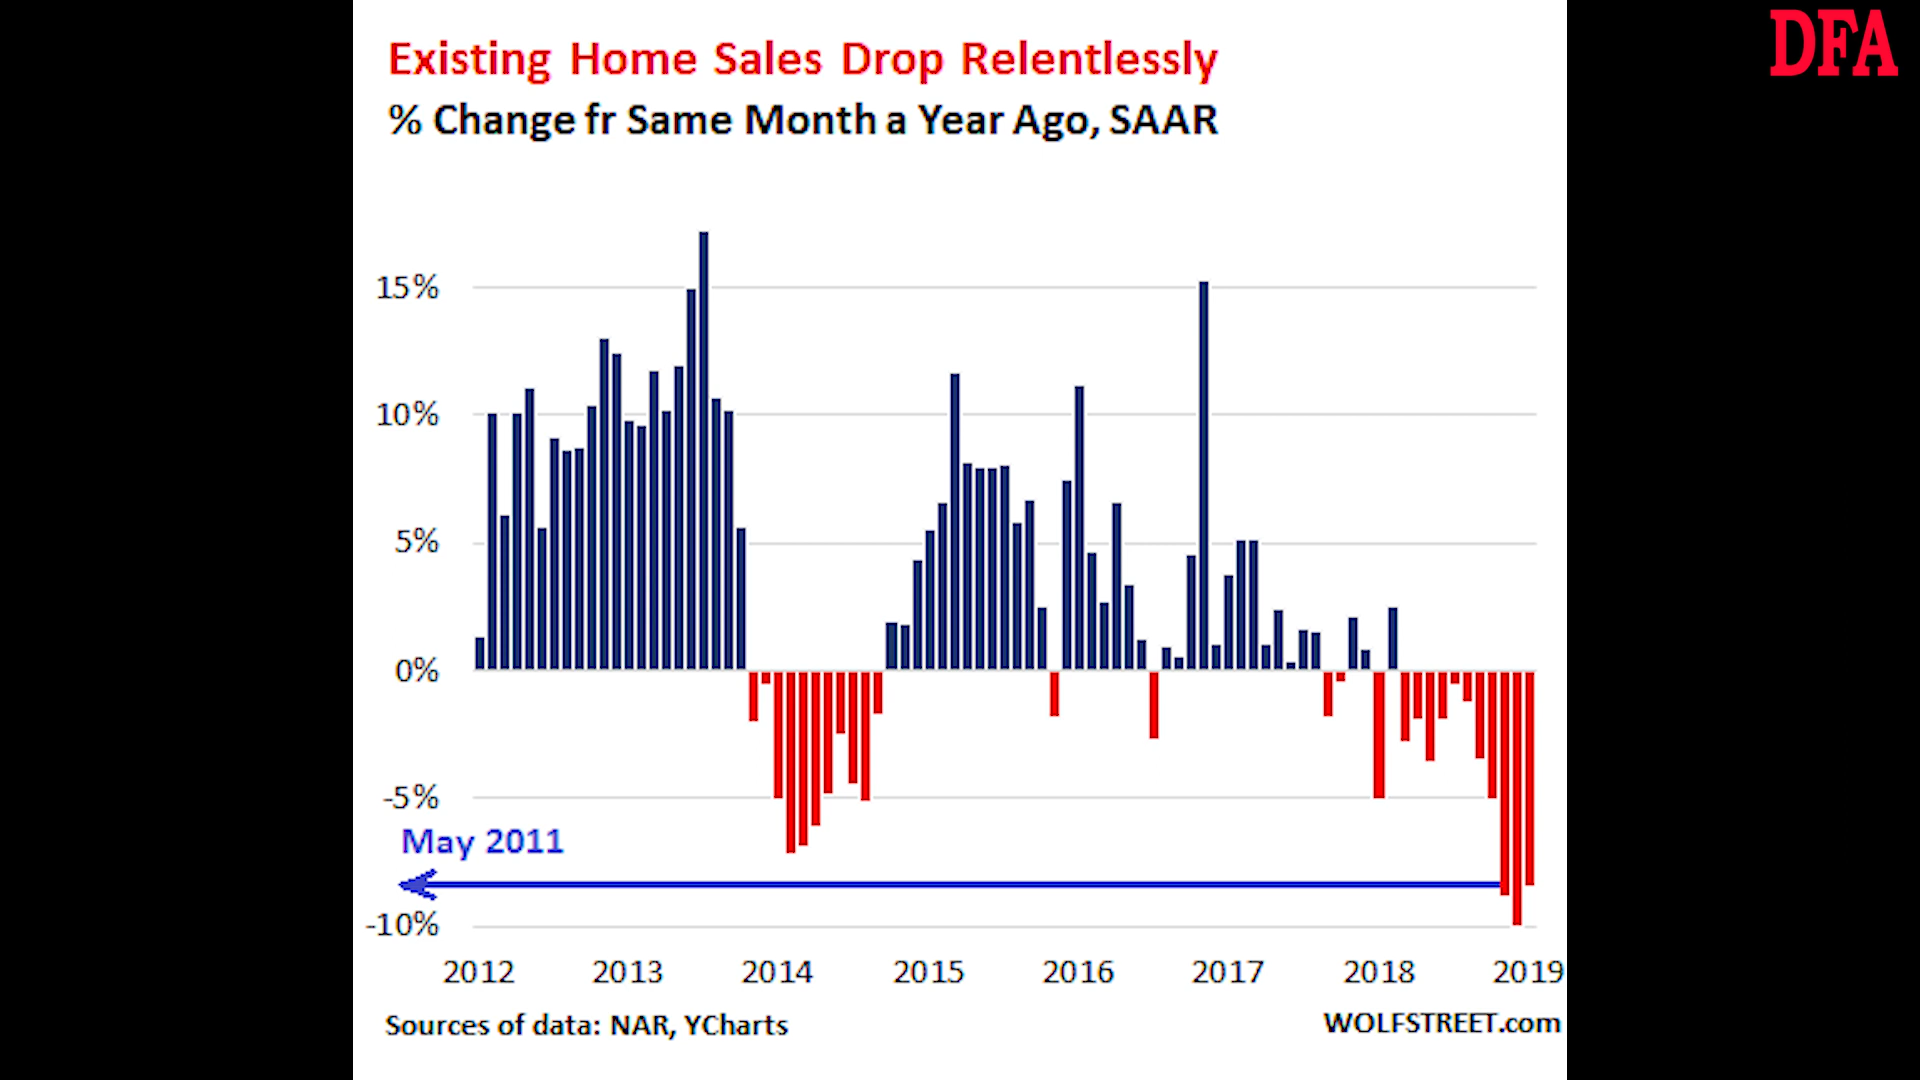 DFA
Existing Home Sales Drop Relentlessly
% Change fr Same Month a Year Ago, SAAR
15%
10%
5%
0%
-5%
May 2011
-10%
2012 2013 2014 2015 2016 2017 2018 2019
Sources of data: NAR, YCharts
WOLFSTREET.com